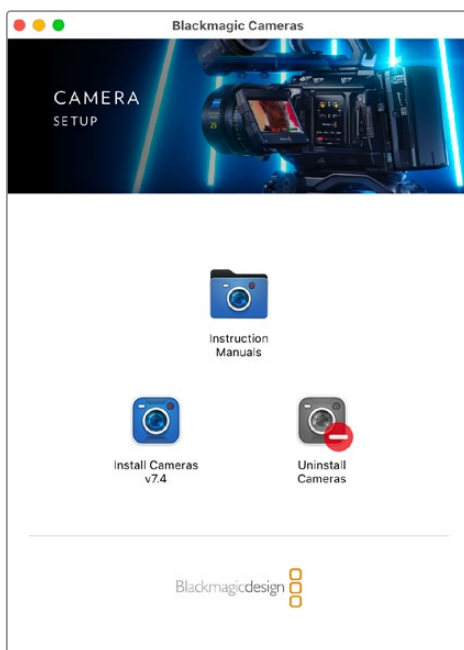 Blackmagic Cameras
CAMERA
SETUP
Instruction
Manuals
Install Cameras
v7.4
Uninstall
Cameras
Blackmagicdesign